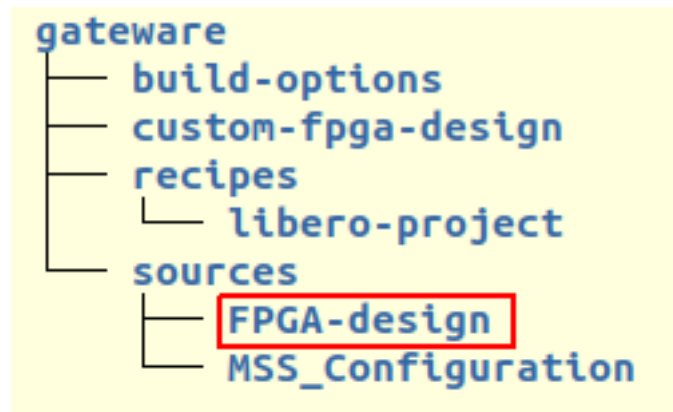 gateware
build-options
custom-fpga-design
recipes
libero-project
sources
FPGA-design
MSS_Configuration